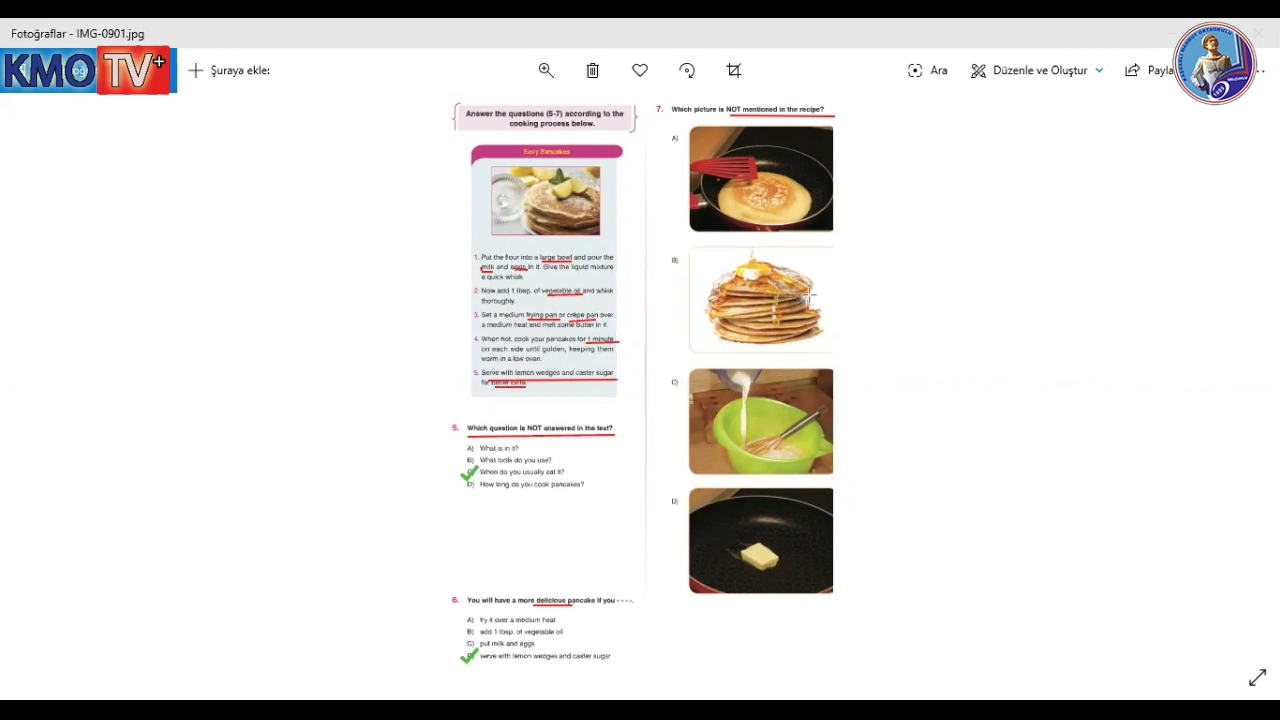 Fotoğraflar - IMG-0901.jpg
KMO TV+
Şuraya ekle:
Ara
Düzenle ve Oluştur
Payla
Answer the questions (5-7) according to the
cooking process below.
Easy Pancakes
1. Put the flour into a large bowl and pour the
milk and eggs in it. Give the liquid mixture
a quick whisk.
2. Now add 1 tbsp. of vegetable oil and whisk
thoroughly.
3. Set a medium frying pan or crêpe pan over
a medium heat and melt some butter in it.
4. When hot, cook your pancakes for 1 minute
on each side until golden, keeping them
warm in a low oven.
5. Serve with lemon wedges and caster sugar
for better taste.
5. Which question is NOT answered in the text?
A) What is in it?
B) What tools do you use?
C) When do you usually eat it?
D) How long do you cook pancakes?
6. You will have a more delicious pancake if you ----.
A) fry it over a medium heat
B) add 1 tbsp. of vegetable oil
C) put milk and eggs
D) serve with lemon wedges and caster sugar
7. Which picture is NOT mentioned in the recipe?
A)
B)
C)
D)